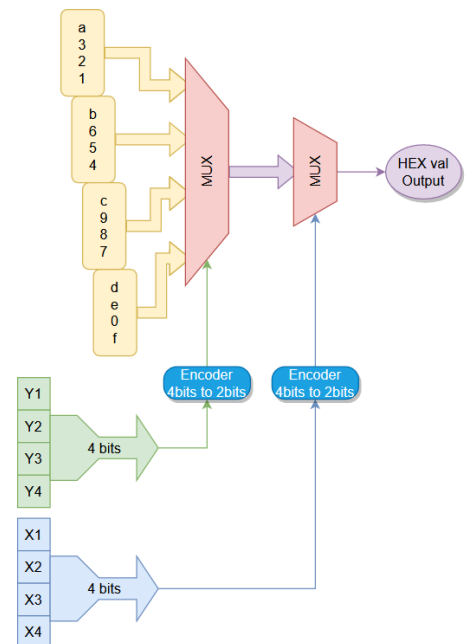 a
3
2
1
b
6
5
4
c
9
8
7
d
e
0
f
MUX
MUX
HEX val
Output
Encoder
4bits to 2bits
Encoder
4bits to 2bits
Y1
Y2
Y3
Y4
4 bits
X1
X2
X3
X4
4 bits